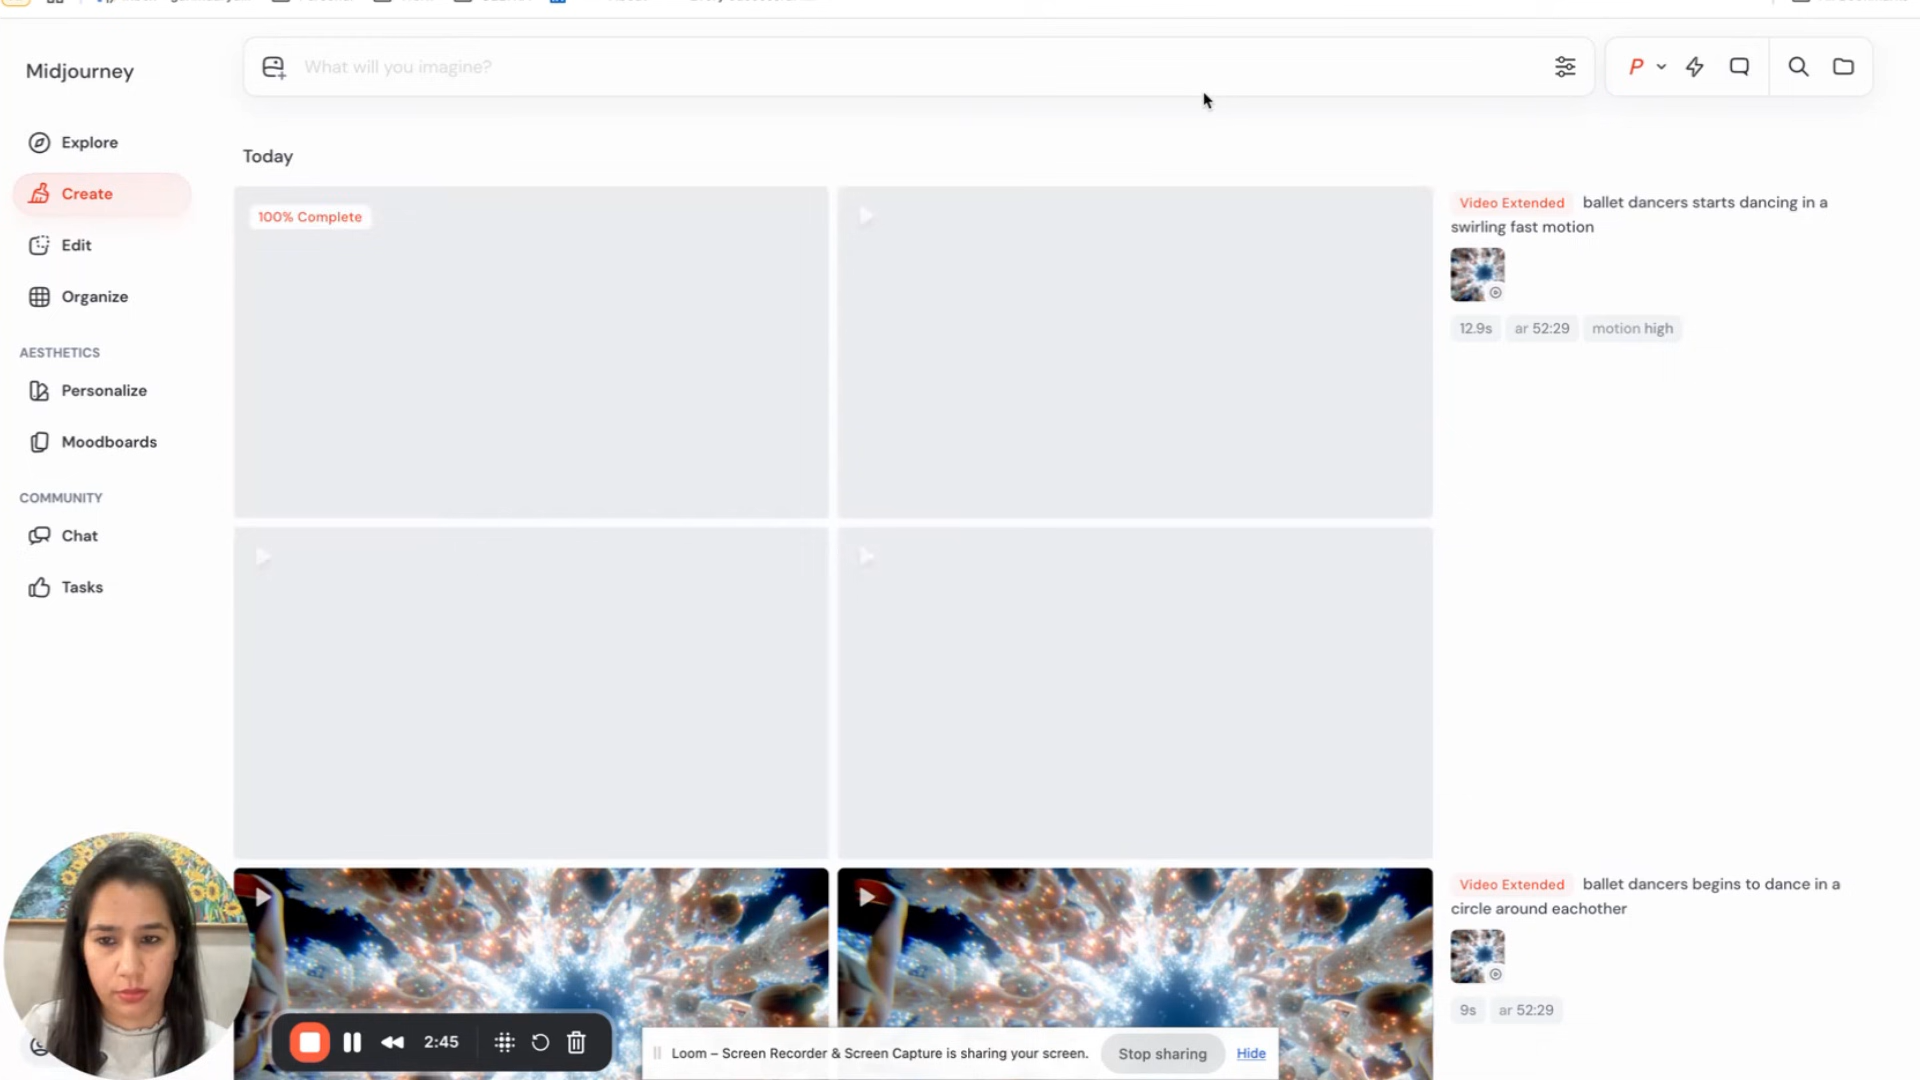 Midjourney
What will you imagine?
Explore
Create
Edit
Organize
AESTHETICS
Personalize
Moodboards
COMMUNITY
Chat
Tasks
Today
100% Complete
Video Extended ballet dancers starts dancing in a
swirling fast motion
12.9s ar 52:29 motion high
Video Extended ballet dancers begins to dance in a
circle around eachother
9s ar 52:29
2:45
Loom – Screen Recorder & Screen Capture is sharing your screen. Stop sharing Hide